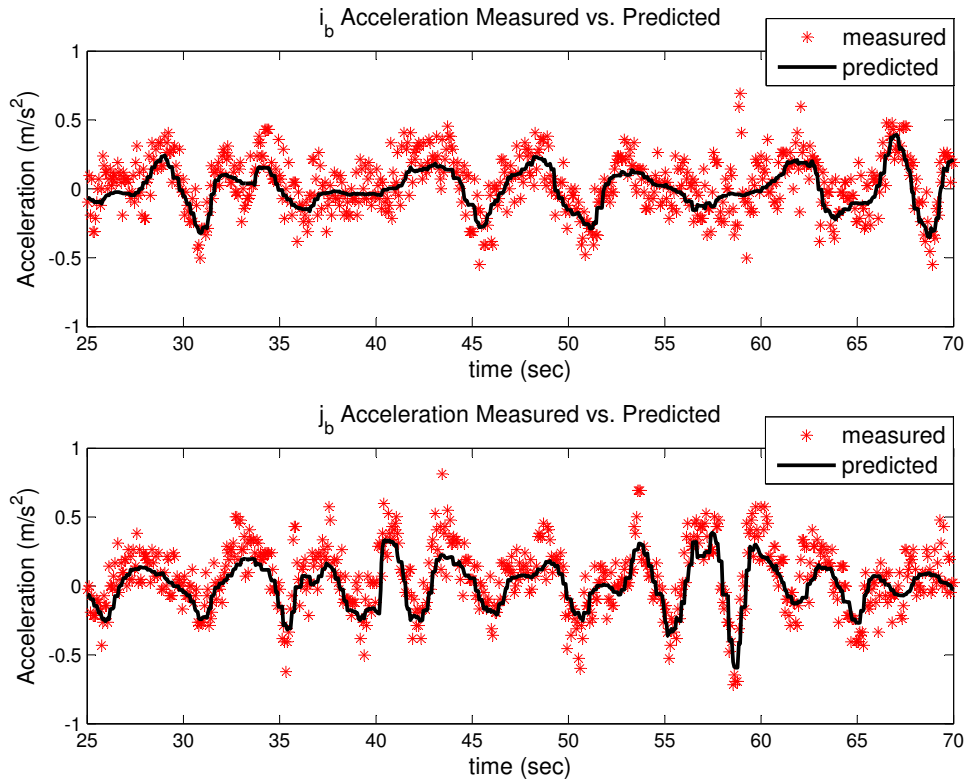 i_b Acceleration Measured vs. Predicted
measured
predicted
Acceleration (m/s²)
1
0.5
0
-0.5
-1
25 30 35 40 45 50 55 60 65 70
time (sec)
j_b Acceleration Measured vs. Predicted
measured
predicted
Acceleration (m/s²)
1
0.5
0
-0.5
-1
25 30 35 40 45 50 55 60 65 70
time (sec)